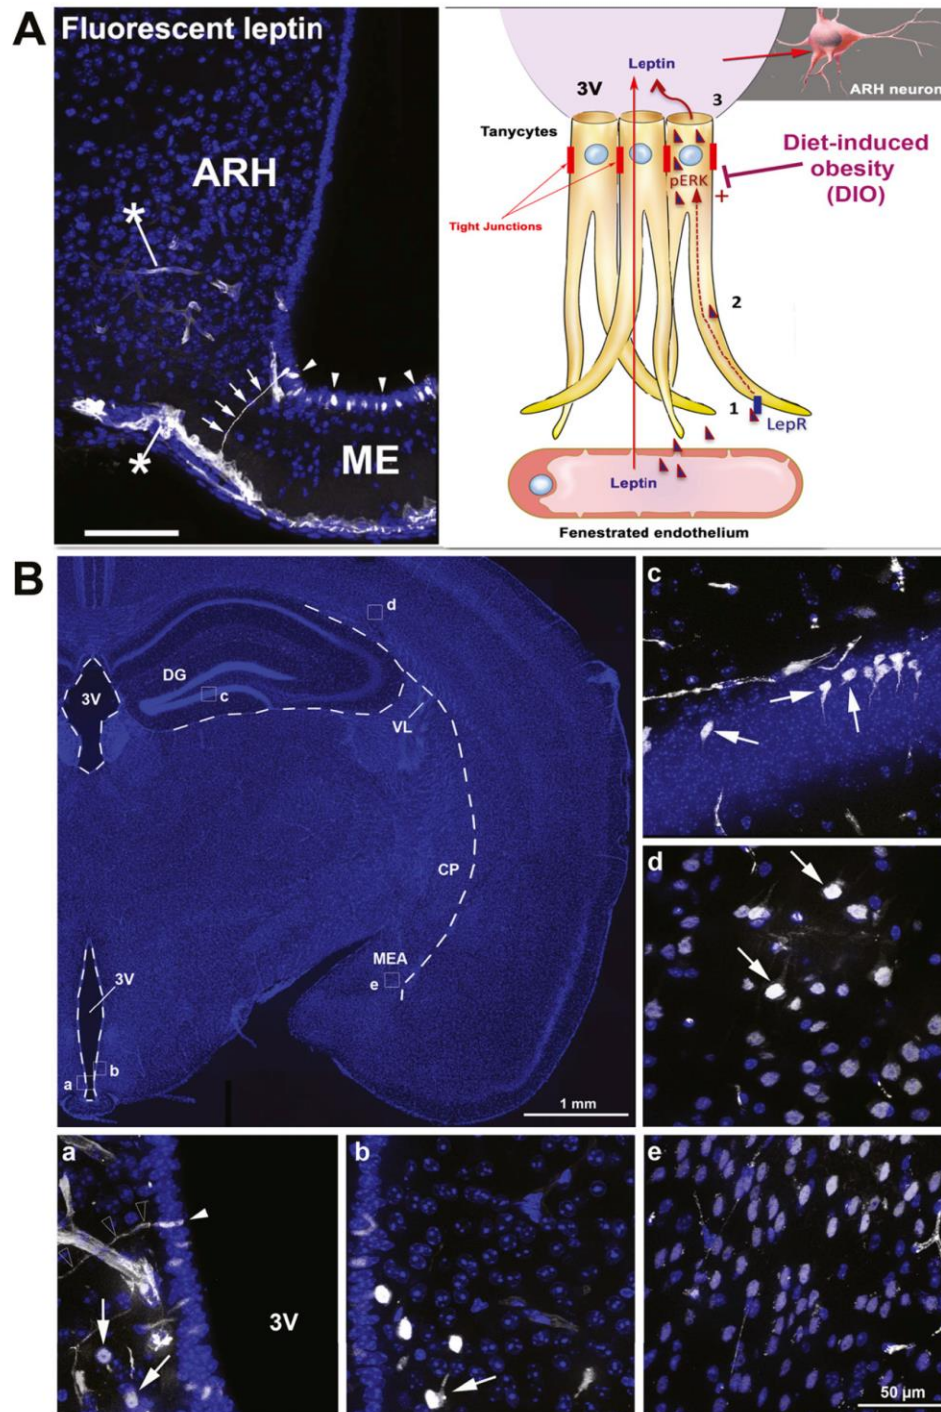 A
Fluorescent leptin
ARH
*
*
ME
Leptin
3V
3
ARH neuron
Tanycytes
Diet-induced
obesity
(DIO)
pERK
+
Tight Junctions
2
1
LepR
Leptin
Fenestrated endothelium
B
d
DG
3V
c
VL
CP
MEA
e
3V
b
a
1 mm
c
d
a
3V
b
e
50 µm